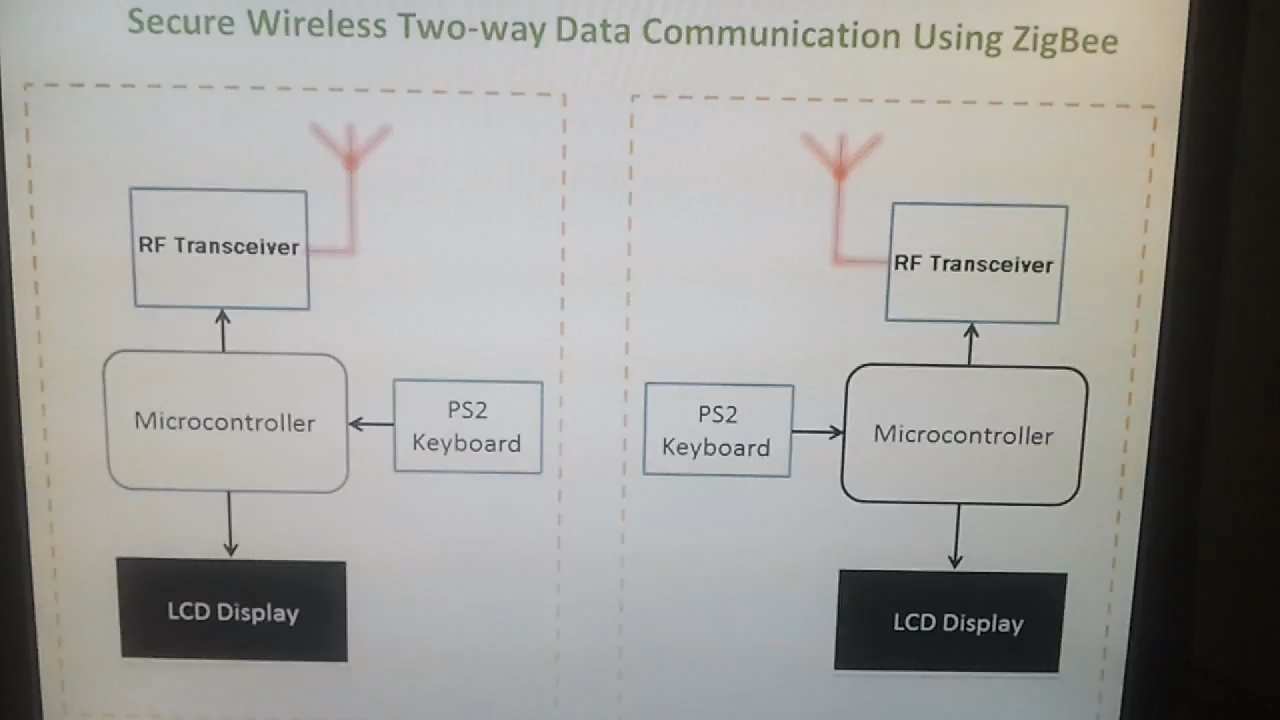 Secure Wireless Two-way Data Communication Using ZigBee
RF Transceiver
RF Transceiver
Microcontroller
PS2
Keyboard
PS2
Keyboard
Microcontroller
LCD Display
LCD Display